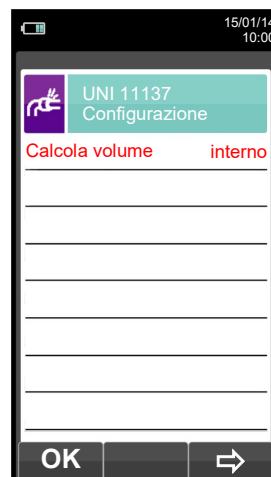 15/01/14
10:00
UNI 11137
Configurazione
Calcola volume interno
OK